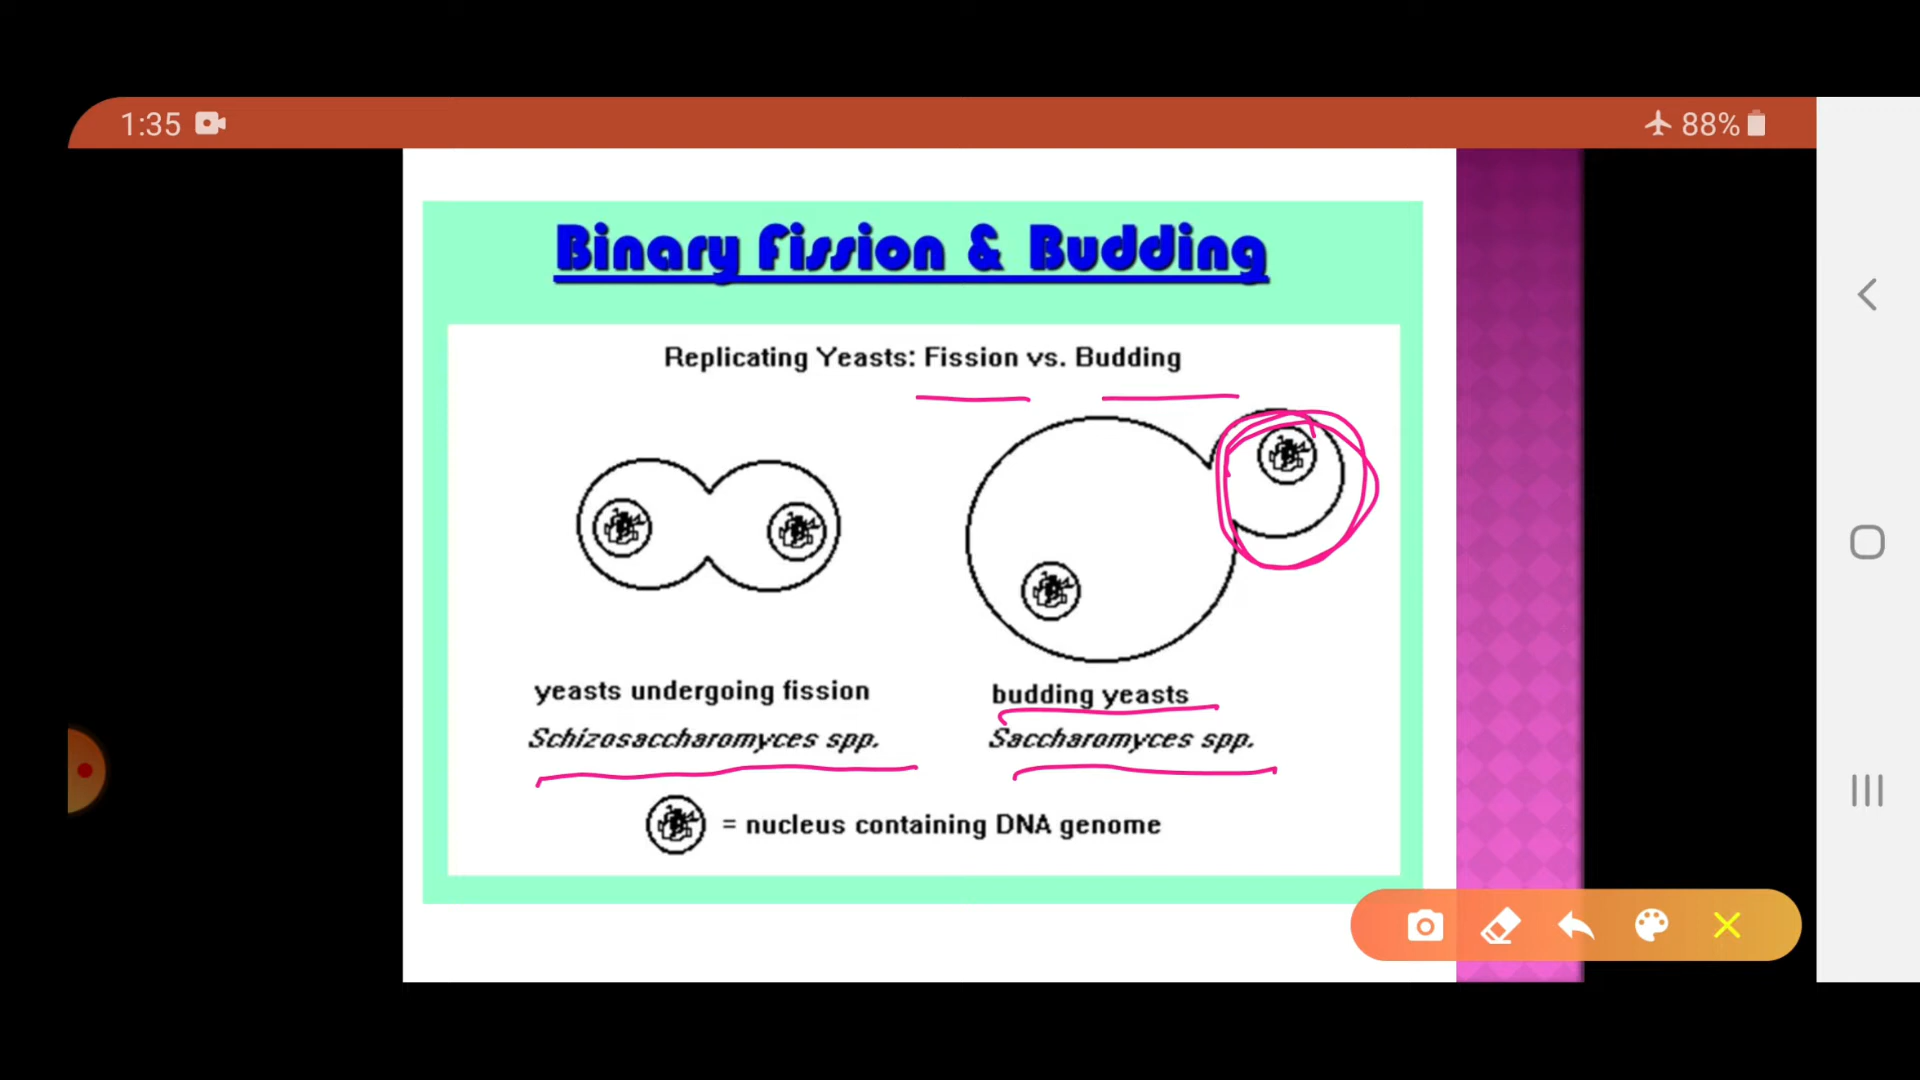 1:35
88%
Binary Fission & Budding
Replicating Yeasts: Fission vs. Budding
yeasts undergoing fission
Schizosaccharomyces spp.
budding yeasts
Saccharomyces spp.
= nucleus containing DNA genome